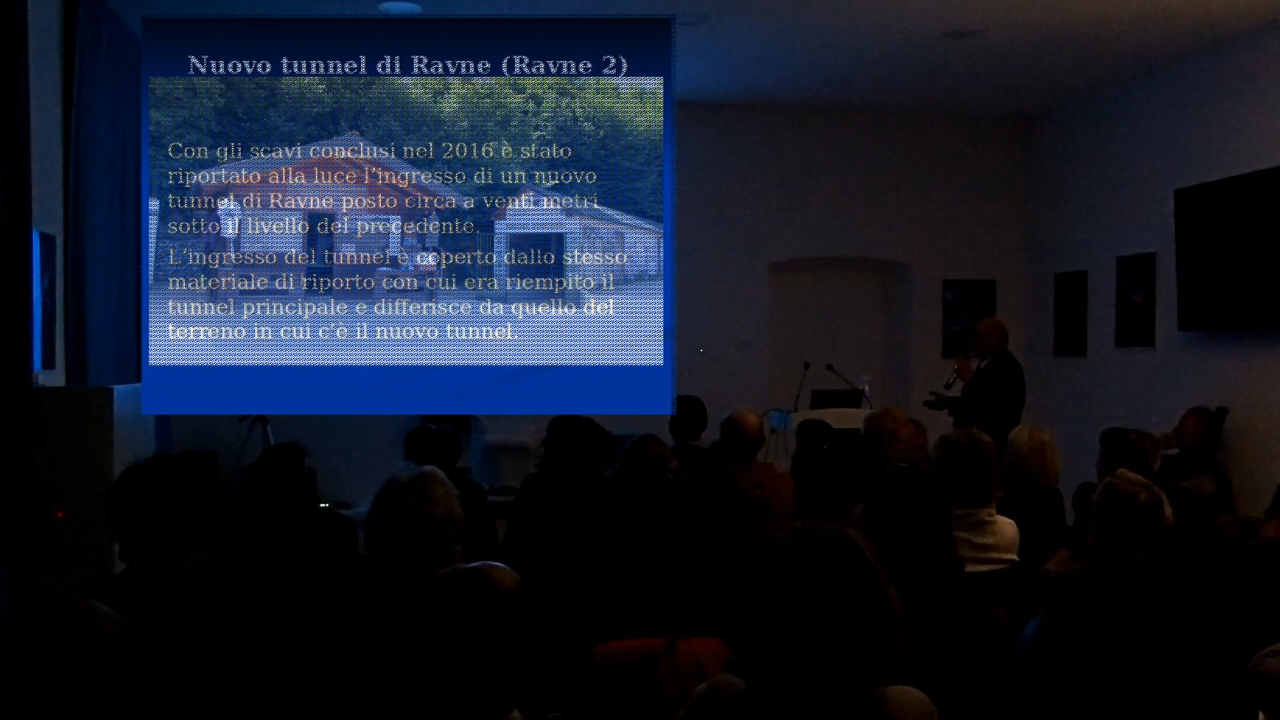 Nuovo tunnel di Ravne (Ravne 2)
Con gli scavi conclusi nel 2016 è stato
riportato alla luce l'ingresso di un nuovo
tunnel di Ravne posto circa a venti metri
sotto il livello del precedente.
L'ingresso del tunnel è coperto dallo stesso
materiale di riporto con cui era riempito il
tunnel principale e differisce da quello del
terreno in cui c'è il nuovo tunnel.